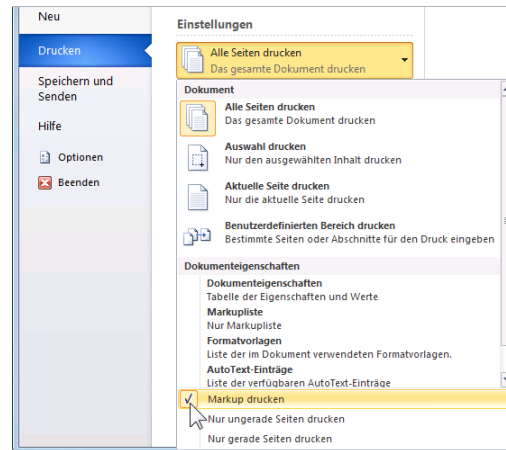 Neu
Drucken
Speichern und
Senden
Hilfe
Optionen
Beenden
Einstellungen
Alle Seiten drucken
Das gesamte Dokument drucken
Dokument
Alle Seiten drucken
Das gesamte Dokument drucken
Auswahl drucken
Nur den ausgewählten Inhalt drucken
Aktuelle Seite drucken
Nur die aktuelle Seite drucken
Benutzerdefinierten Bereich drucken
Bestimmte Seiten oder Abschnitte für den Druck eingeben
Dokumenteigenschaften
Dokumenteigenschaften
Tabelle der Eigenschaften und Werte
Markupliste
Nur Markupliste
Formatvorlagen
Liste der im Dokument verwendeten Formatvorlagen.
AutoText-Einträge
Liste der verfügbaren AutoText-Einträge
Markup drucken
Nur ungerade Seiten drucken
Nur gerade Seiten drucken